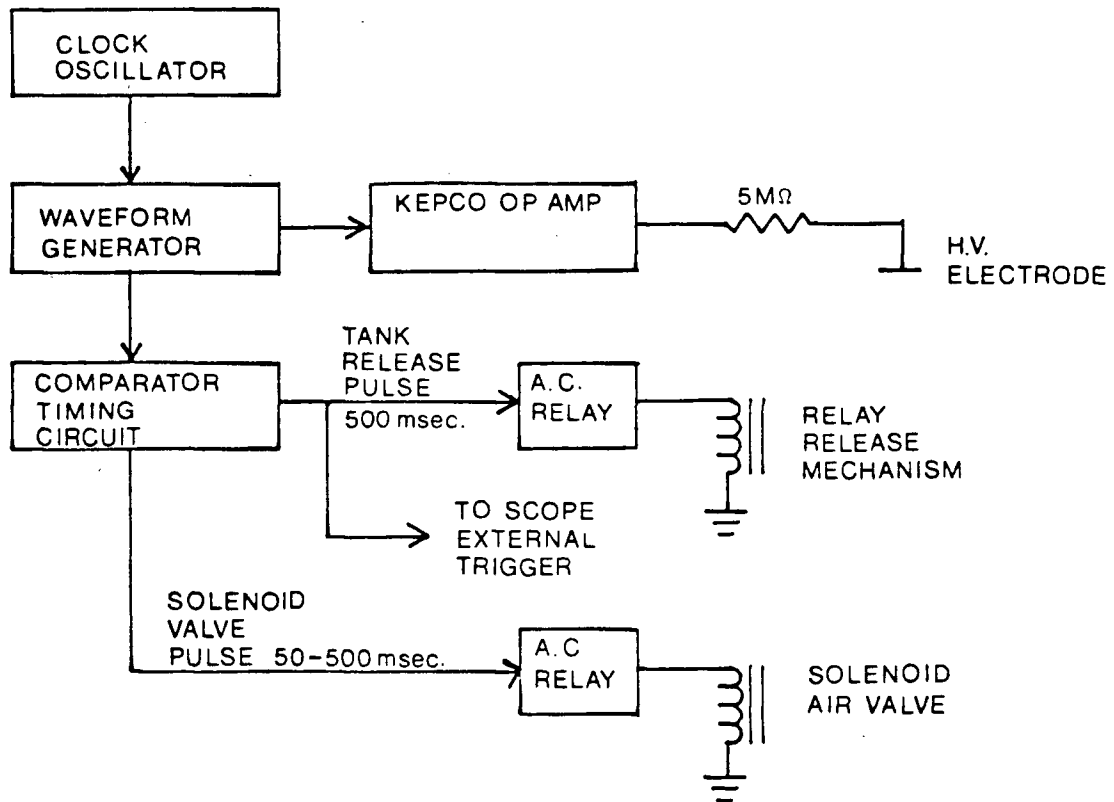 CLOCK
OSCILLATOR
WAVEFORM
GENERATOR
KEPCO OP AMP
5MΩ
H.V.
ELECTRODE
COMPARATOR
TIMING
CIRCUIT
TANK
RELEASE
PULSE
500 msec.
A.C.
RELAY
RELAY
RELEASE
MECHANISM
TO SCOPE
EXTERNAL
TRIGGER
SOLENOID
VALVE
PULSE 50-500 msec.
A.C
RELAY
SOLENOID
AIR VALVE